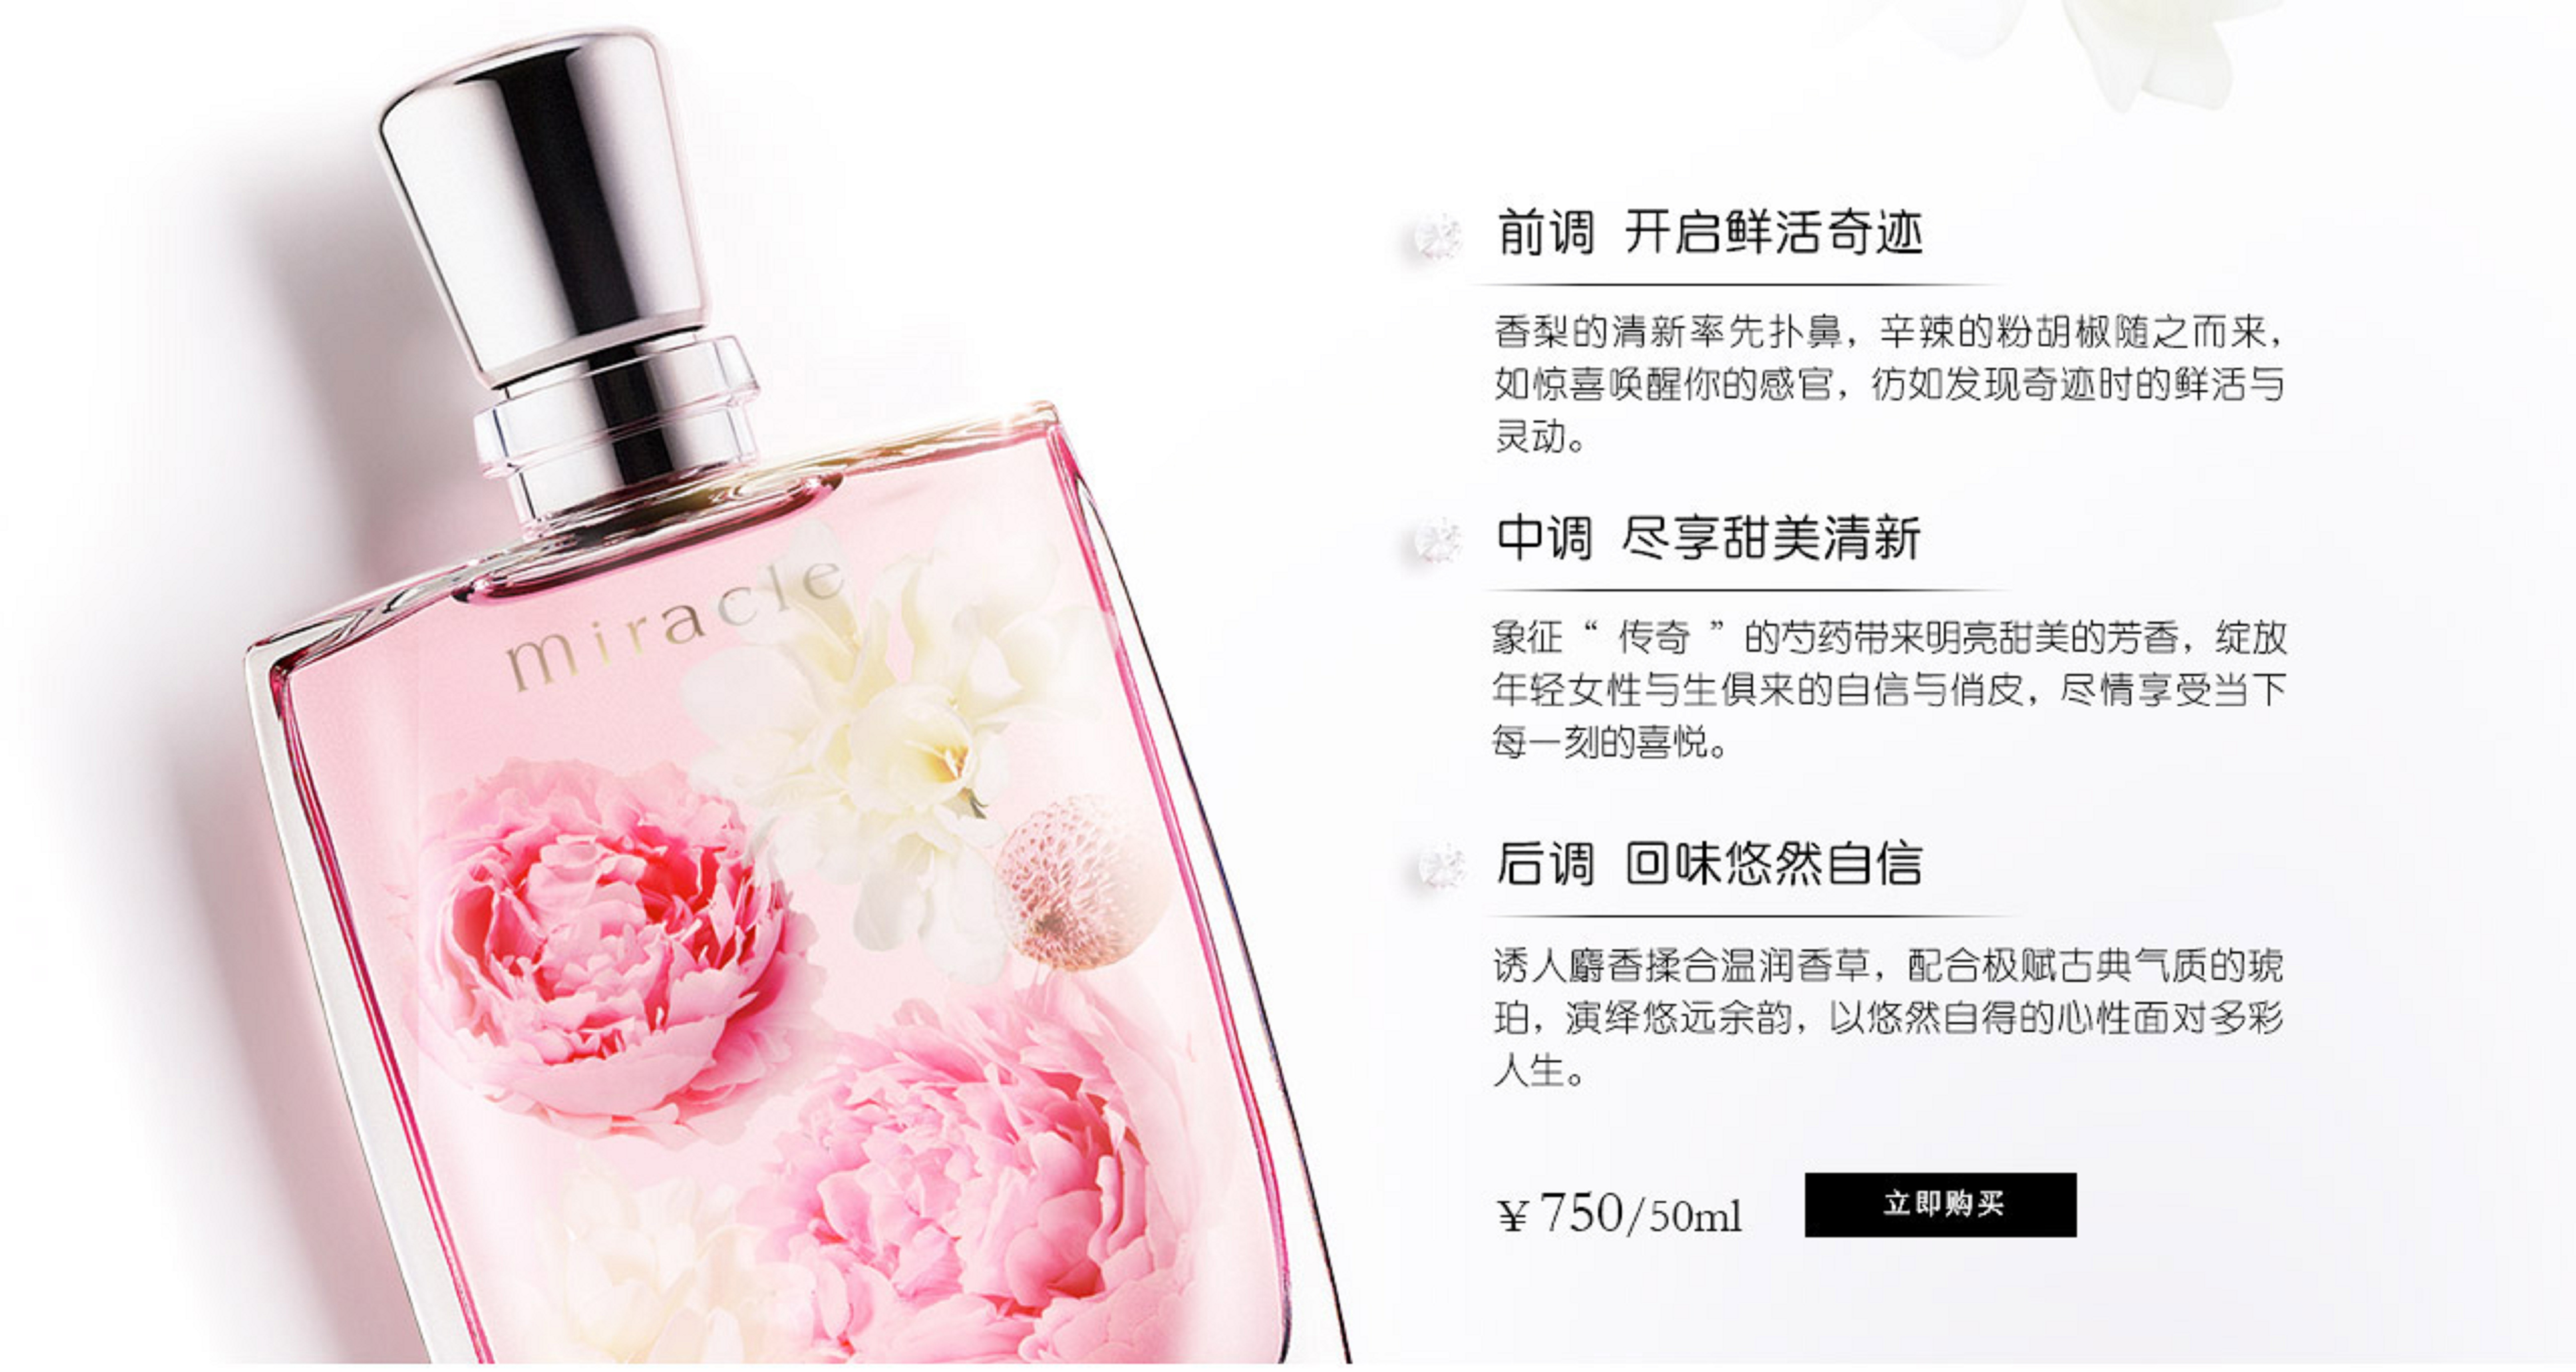 miracle
前调 开启鲜活奇迹
香梨的清新率先扑鼻，辛辣的粉胡椒随之而来，
如惊喜唤醒你的感官，彷如发现奇迹时的鲜活与
灵动。
中调 尽享甜美清新
象征“ 传奇 ”的芍药带来明亮甜美的芳香，绽放
年轻女性与生俱来的自信与俏皮，尽情享受当下
每一刻的喜悦。
后调 回味悠然自信
诱人麝香揉合温润香草，配合极赋古典气质的琥
珀，演绎悠远余韵，以悠然自得的心性面对多彩
人生。
¥ 750/50ml
立即购买